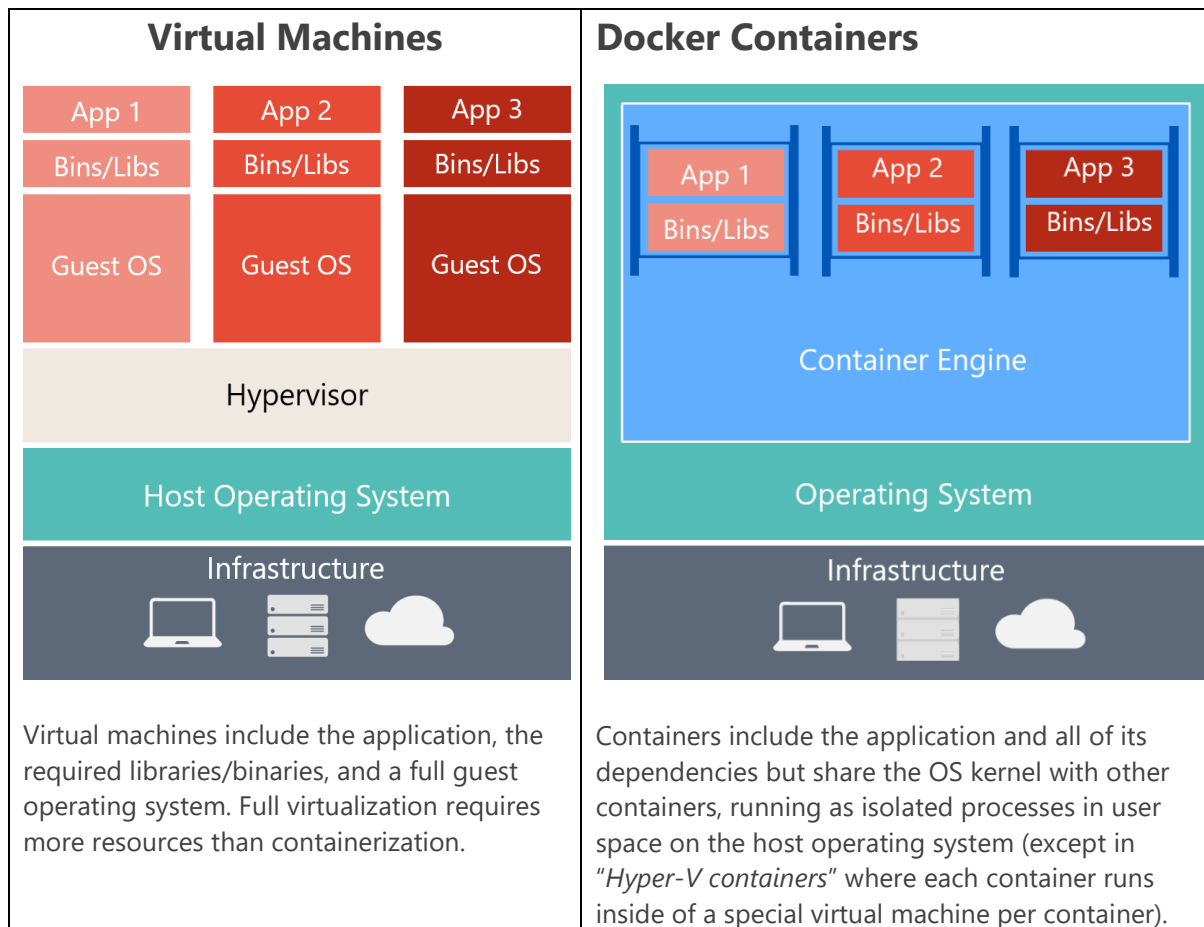 Virtual Machines
App 1
App 2
App 3
Bins/Libs
Bins/Libs
Bins/Libs
Guest OS
Guest OS
Guest OS
Hypervisor
Host Operating System
Infrastructure
Virtual machines include the application, the
required libraries/binaries, and a full guest
operating system. Full virtualization requires
more resources than containerization.
Docker Containers
App 1
App 2
App 3
Bins/Libs
Bins/Libs
Bins/Libs
Container Engine
Operating System
Infrastructure
Containers include the application and all of its
dependencies but share the OS kernel with other
containers, running as isolated processes in user
space on the host operating system (except in
“Hyper-V containers” where each container runs
inside of a special virtual machine per container).